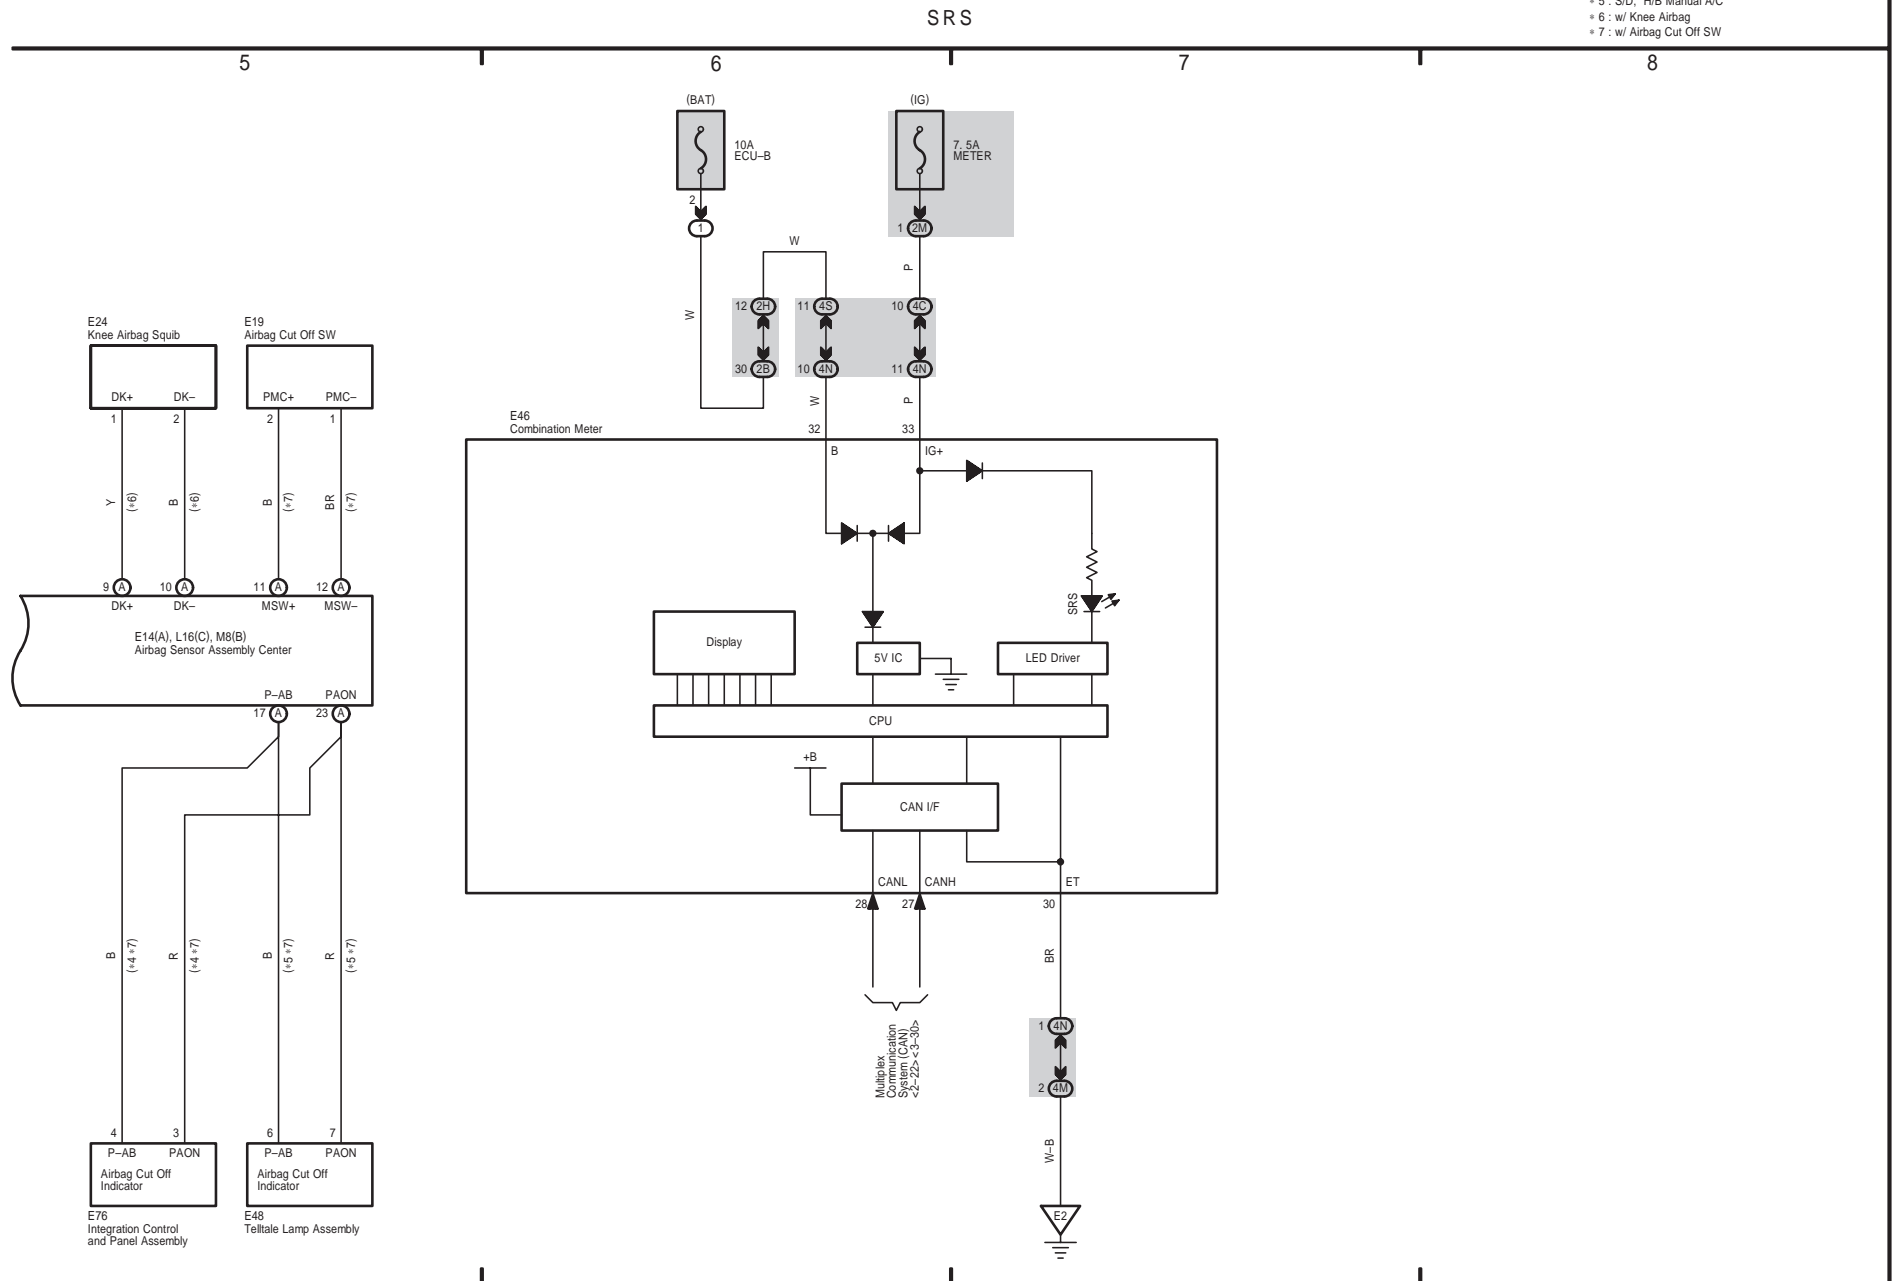 SRS
* 5 : S/D, H/B Manual A/C
* 6 : w/ Knee Airbag
* 7 : w/ Airbag Cut Off SW
5
6
7
8
(BAT)
(IG)
10A
ECU–B
7. 5A
METER
2
1
1
2M
W
P
W
12
2H
11
4S
10
4C
30
2B
10
4N
11
4N
W
P
E24
Knee Airbag Squib
E19
Airbag Cut Off SW
DK+
DK–
PMC+
PMC–
1
2
2
1
Y
(*6)
B
(*6)
B
(*7)
BR
(*7)
9
A
10
A
11
A
12
A
DK+
DK–
MSW+
MSW–
E14(A), L16(C), M8(B)
Airbag Sensor Assembly Center
P–AB
PAON
17
A
23
A
B
(*4 *7)
R
(*4 *7)
B
(*5 *7)
R
(*5 *7)
4
3
6
7
P–AB
PAON
P–AB
PAON
Airbag Cut Off
Indicator
Airbag Cut Off
Indicator
E76
Integration Control
and Panel Assembly
E48
Telltale Lamp Assembly
E46
Combination Meter
32
33
B
IG+
SRS
Display
5V IC
LED Driver
CPU
+B
CAN I/F
CANL
CANH
ET
28
27
30
BR
Multiplex
Communication
System (CAN)
<2–22><3–30>
1
4N
2
4M
W–B
E2